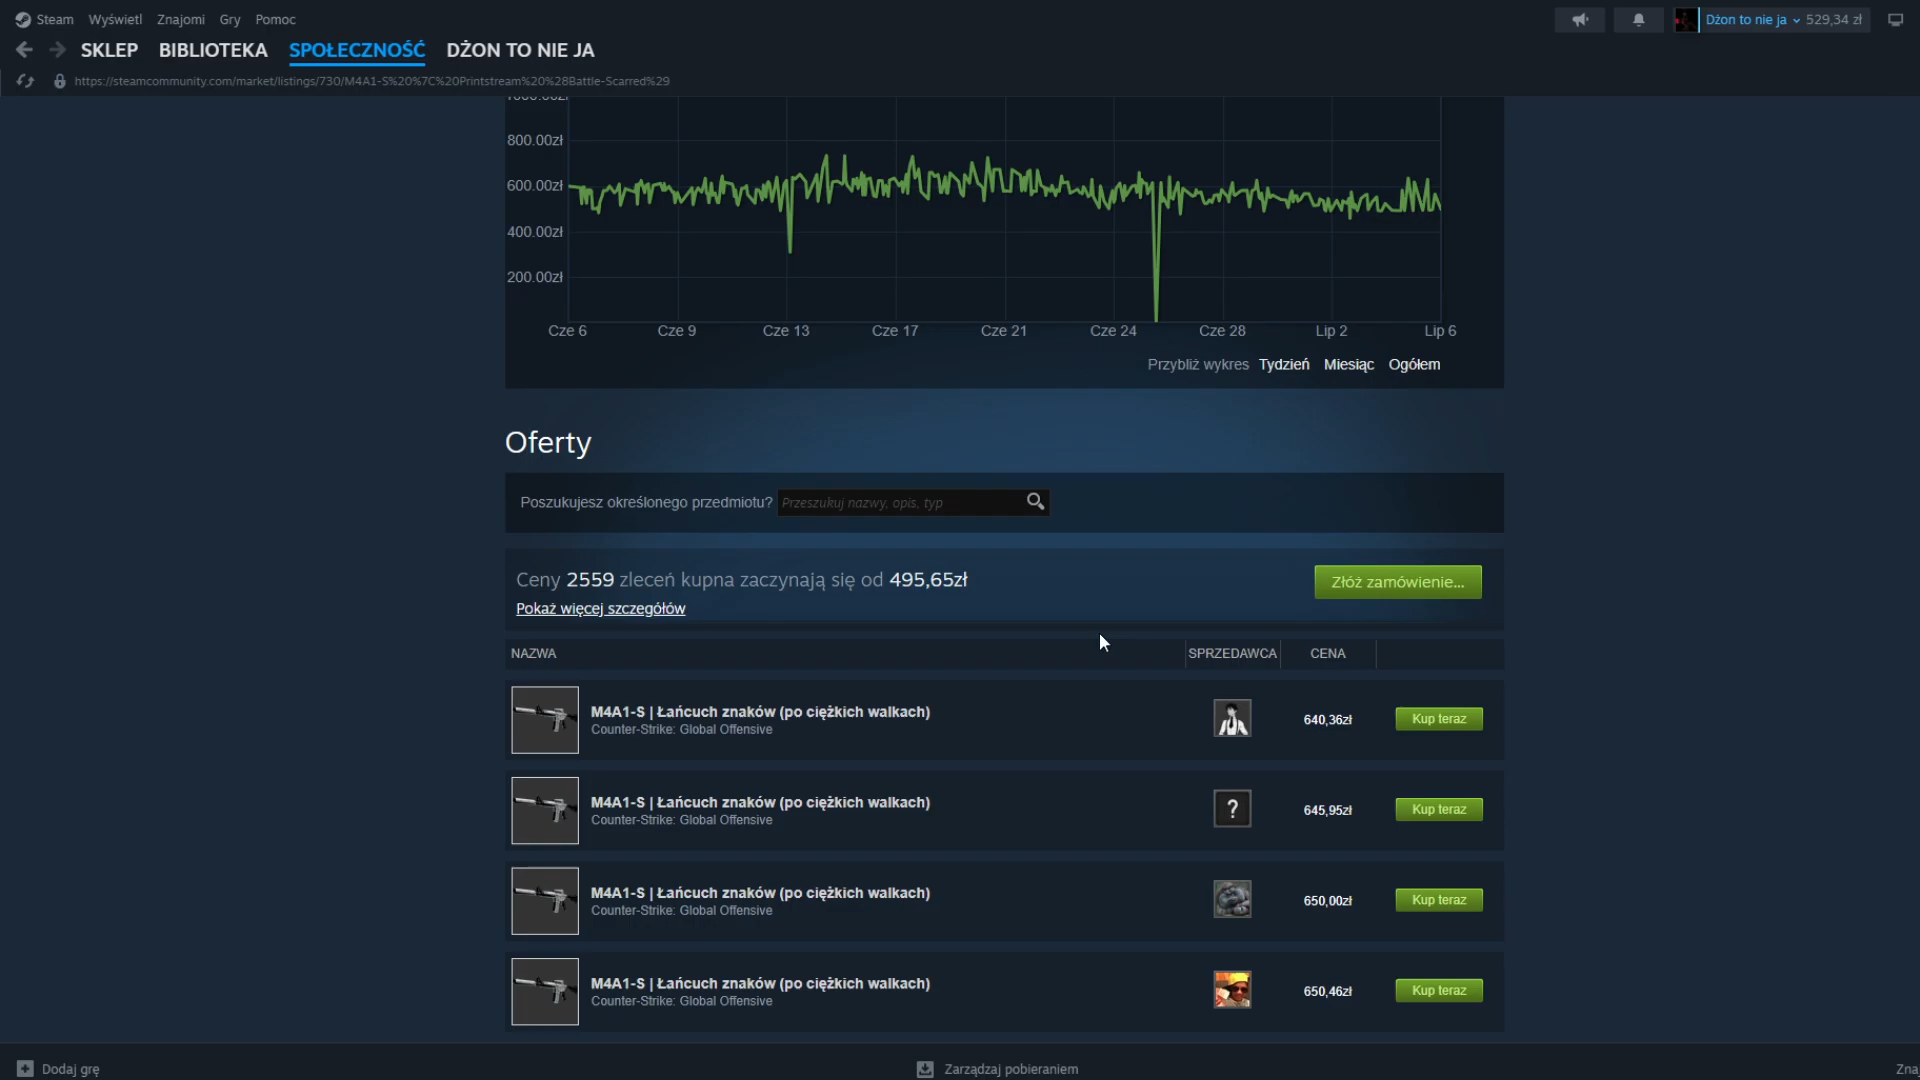 Steam Wyświetl Znajomi Gry Pomoc
Dżon to nie ja 529,34 zł
SKLEP BIBLIOTEKA SPOŁECZNOŚĆ DŻON TO NIE JA
https://steamcommunity.com/market/listings/730/M4A1-S%20%7C%20Printstream%20%28Battle-Scarred%29
1000.00zł
800.00zł
600.00zł
400.00zł
200.00zł
Cze 6 Cze 9 Cze 13 Cze 17 Cze 21 Cze 24 Cze 28 Lip 2 Lip 6
Przybliż wykres Tydzień Miesiąc Ogółem
Oferty
Poszukujesz określonego przedmiotu? Przeszukuj nazwy, opis, typ
Ceny 2559 zleceń kupna zaczynają się od 495,65zł
Złóż zamówienie...
Pokaż więcej szczegółów
NAZWA SPRZEDAWCA CENA
M4A1-S | Łańcuch znaków (po ciężkich walkach)
Counter-Strike: Global Offensive
640,36zł Kup teraz
M4A1-S | Łańcuch znaków (po ciężkich walkach)
Counter-Strike: Global Offensive
? 645,95zł Kup teraz
M4A1-S | Łańcuch znaków (po ciężkich walkach)
Counter-Strike: Global Offensive
650,00zł Kup teraz
M4A1-S | Łańcuch znaków (po ciężkich walkach)
Counter-Strike: Global Offensive
650,46zł Kup teraz
Dodaj grę Zarządzaj pobieraniem Zna